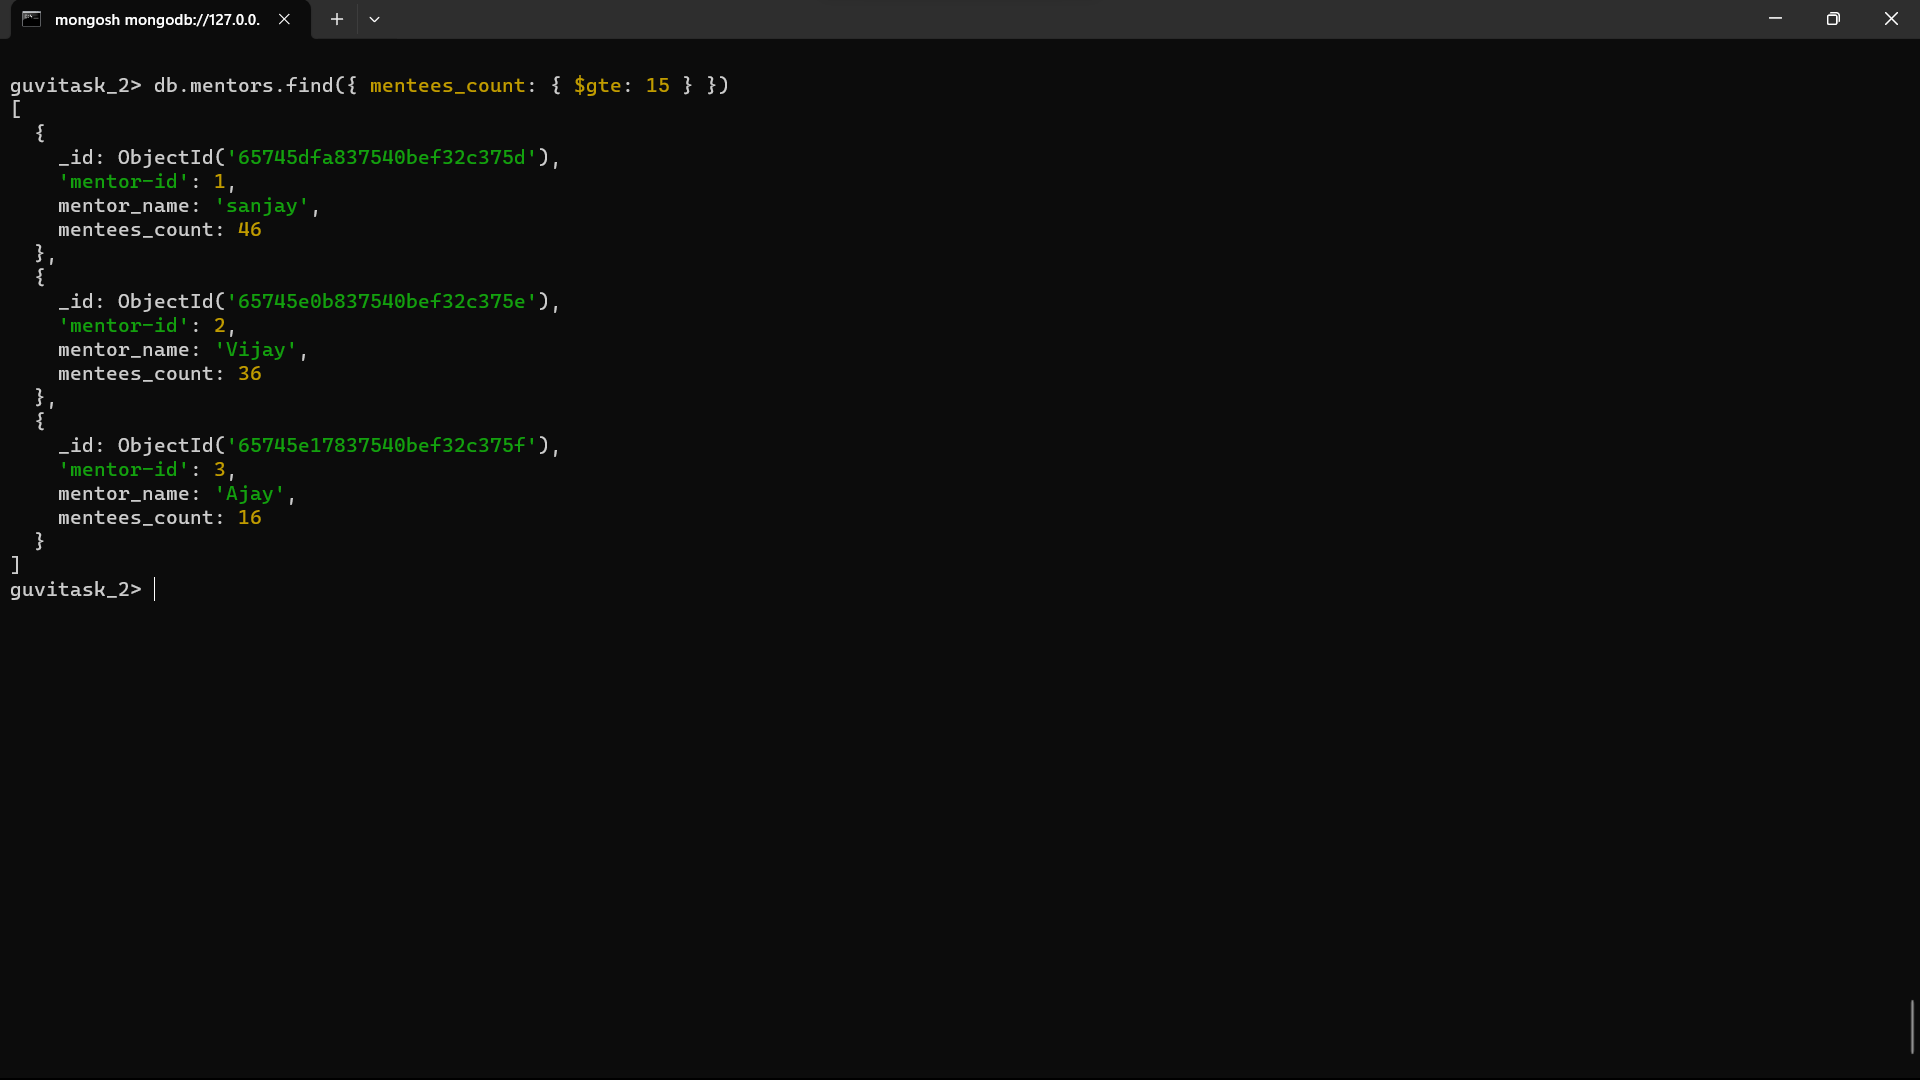 mongosh mongodb://127.0.0.
guvitask_2> db.mentors.find({ mentees_count: { $gte: 15 } })
[
  {
    _id: ObjectId('65745dfa837540bef32c375d'),
    'mentor-id': 1,
    mentor_name: 'sanjay',
    mentees_count: 46
  },
  {
    _id: ObjectId('65745e0b837540bef32c375e'),
    'mentor-id': 2,
    mentor_name: 'Vijay',
    mentees_count: 36
  },
  {
    _id: ObjectId('65745e17837540bef32c375f'),
    'mentor-id': 3,
    mentor_name: 'Ajay',
    mentees_count: 16
  }
]
guvitask_2>